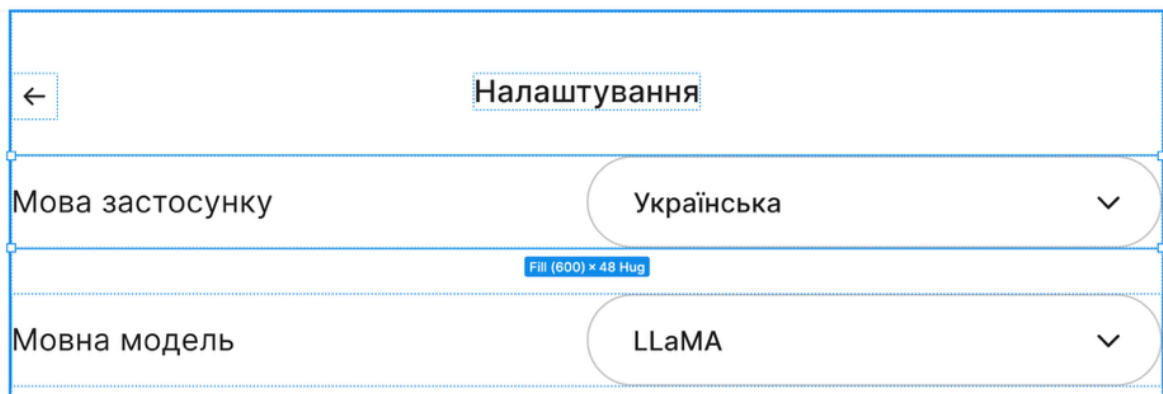 Налаштування
Мова застосунку Українська
Fill (600) × 48 Hug
Мовна модель LLaMA